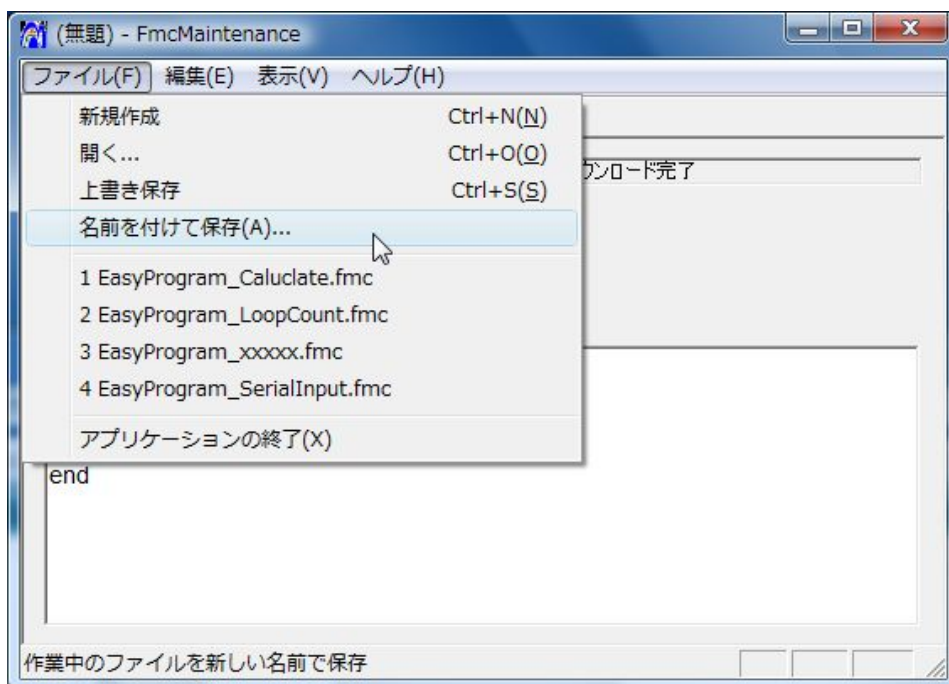 (無題) - FmcMaintenance
ファイル(F) 編集(E) 表示(V) ヘルプ(H)
新規作成 Ctrl+N(N)
開く... Ctrl+O(O)
上書き保存 Ctrl+S(S)
名前を付けて保存(A)...
1 EasyProgram_Caluclate.fmc
2 EasyProgram_LoopCount.fmc
3 EasyProgram_xxxxx.fmc
4 EasyProgram_SerialInput.fmc
アプリケーションの終了(X)
ウンロード完了
end
作業中のファイルを新しい名前で保存